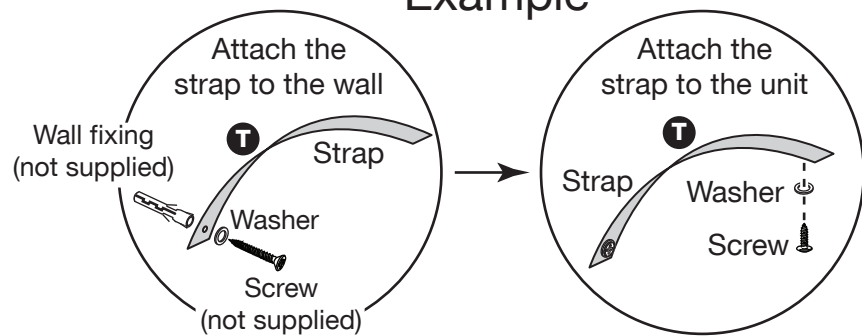 Example
Attach the
strap to the wall
Wall fixing
(not supplied)
T
Strap
Washer
Screw
(not supplied)
Attach the
strap to the unit
T
Strap
Washer
Screw